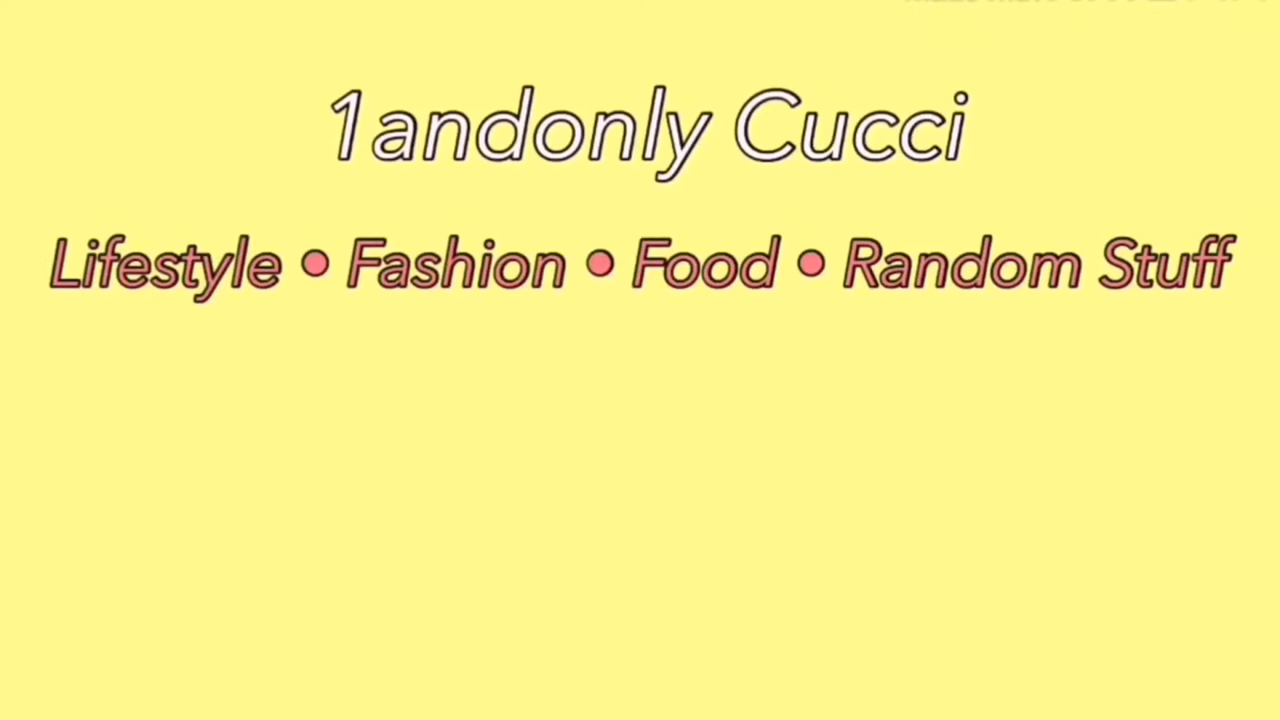 1andonly Cucci
Lifestyle • Fashion • Food • Random Stuff